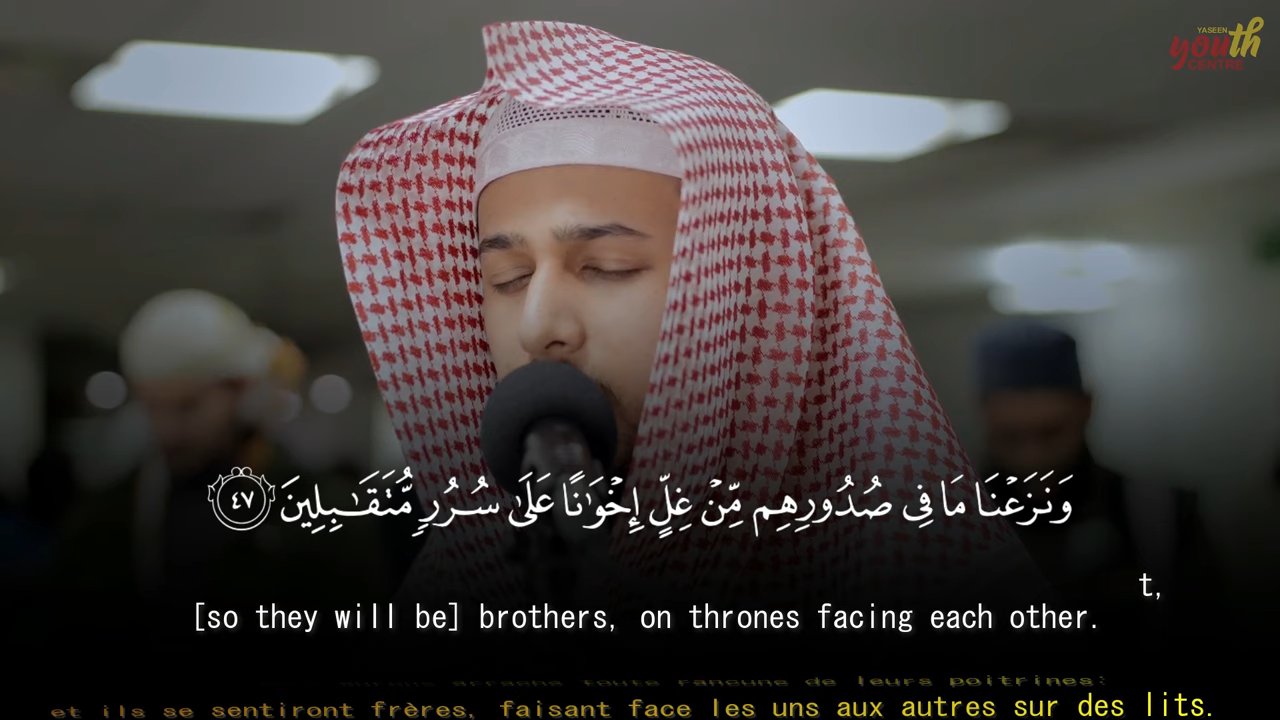 YASEEN
youth
CENTRE
وَنَزَعْنَا مَا فِى صُدُورِهِم مِّنْ غِلٍّ إِخْوَٰنًا عَلَىٰ سُرُرٍ مُّتَقَـٰبِلِينَ ٤٧
t,
[so they will be] brothers, on thrones facing each other.
arraché toute rancune de leurs poitrines:
et ils se sentiront frères, faisant face les uns aux autres sur des lits.